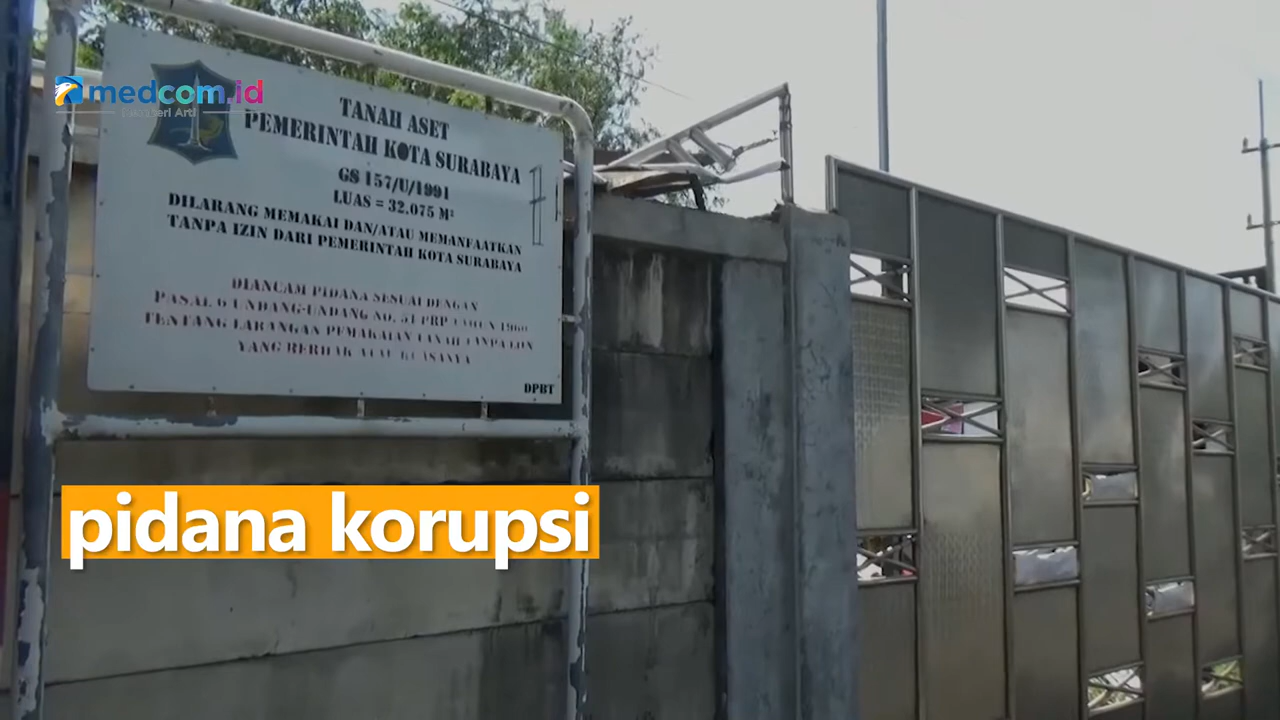 medcom.id
TANAH ASET
PEMERINTAH KOTA SURABAYA
GS 157/U/1991
LUAS = 32.075 M²
DILARANG MEMAKAI DAN/ATAU MEMANFAATKAN
TANPA IZIN DARI PEMERINTAH KOTA SURABAYA
DIANCAM PIDANA SESUAI DENGAN
PASAL 6 UNDANG-UNDANG NO. 51 PRP TAHUN 1960
TENTANG LARANGAN PEMAKAIAN TANAH TANPA IZIN
YANG BERHAK ATAU KUASANYA
DPBT
pidana korupsi